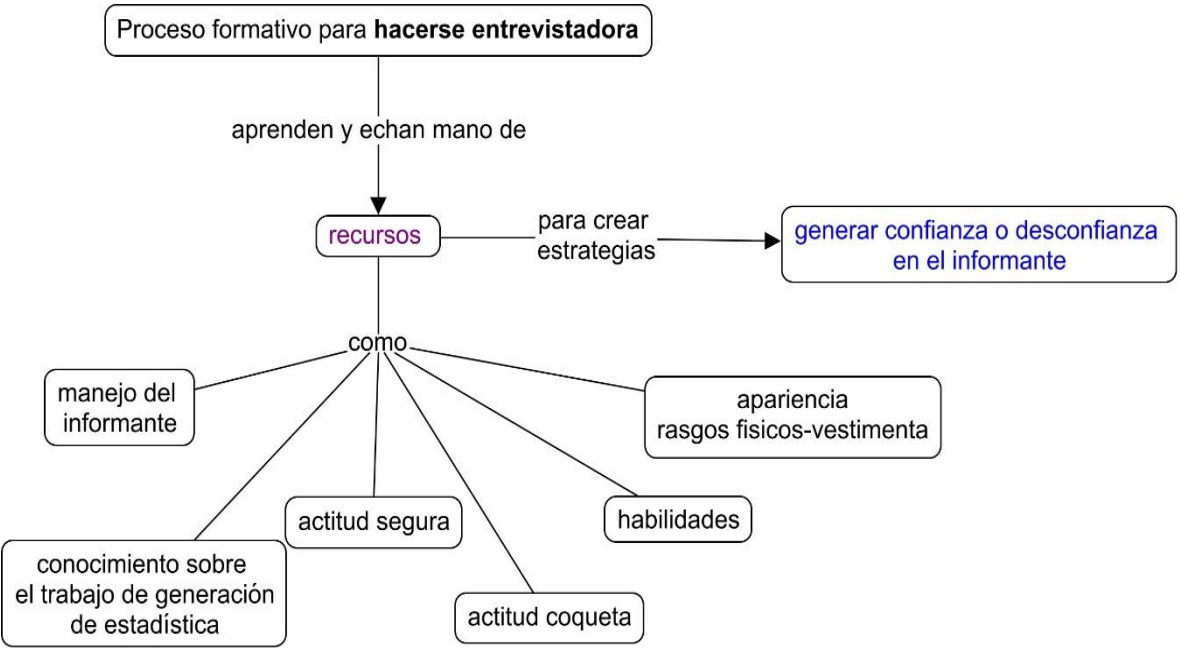 Proceso formativo para hacerse entrevistadora
aprenden y echan mano de
recursos
para crear
estrategias
generar confianza o desconfianza
en el informante
como
manejo del
informante
apariencia
rasgos fisicos-vestimenta
actitud segura
habilidades
conocimiento sobre
el trabajo de generación
de estadística
actitud coqueta